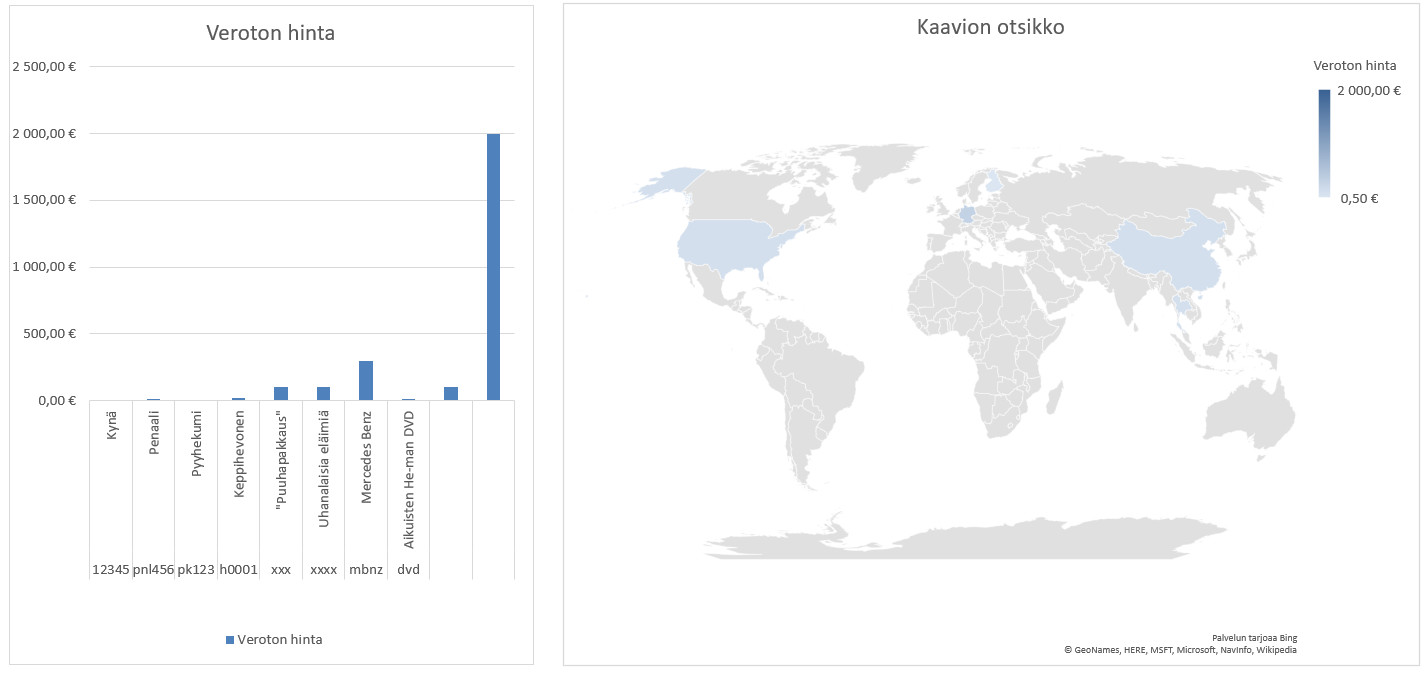 Veroton hinta
2 500,00 €
2 000,00 €
1 500,00 €
1 000,00 €
500,00 €
0,00 €
Kynä
Penaali
Pyyhekumi
Keppihevonen
"Puuhapakkaus"
Uhanalaisia eläimiä
Mercedes Benz
Aikuisten He-man DVD
12345 pnl456 pk123 h0001 xxx xxxx mbnz dvd
Veroton hinta
Kaavion otsikko
Veroton hinta
2 000,00 €
0,50 €
Palvelun tarjoaa Bing
© GeoNames, HERE, MSFT, Microsoft, NavInfo, Wikipedia